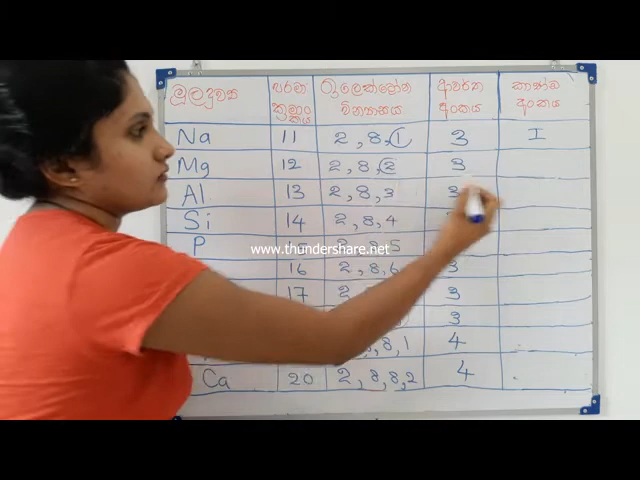 මූලද්‍රව්‍ය පරමා ක්‍රමාංකය ඉලෙක්ට්‍රෝන වින්‍යාසය ආවර්ත අංකය කාණ්ඩ අංකය
Na 11 2, 8, 1 3 I
Mg 12 2, 8, 2 3
Al 13 2, 8, 3
Si 14 2, 8, 4
P 2, 8, 5
www.thundershare.net
16 2, 8, 6 3
17 2, 3
3
8, 1 4
Ca 20 2, 8, 8, 2 4